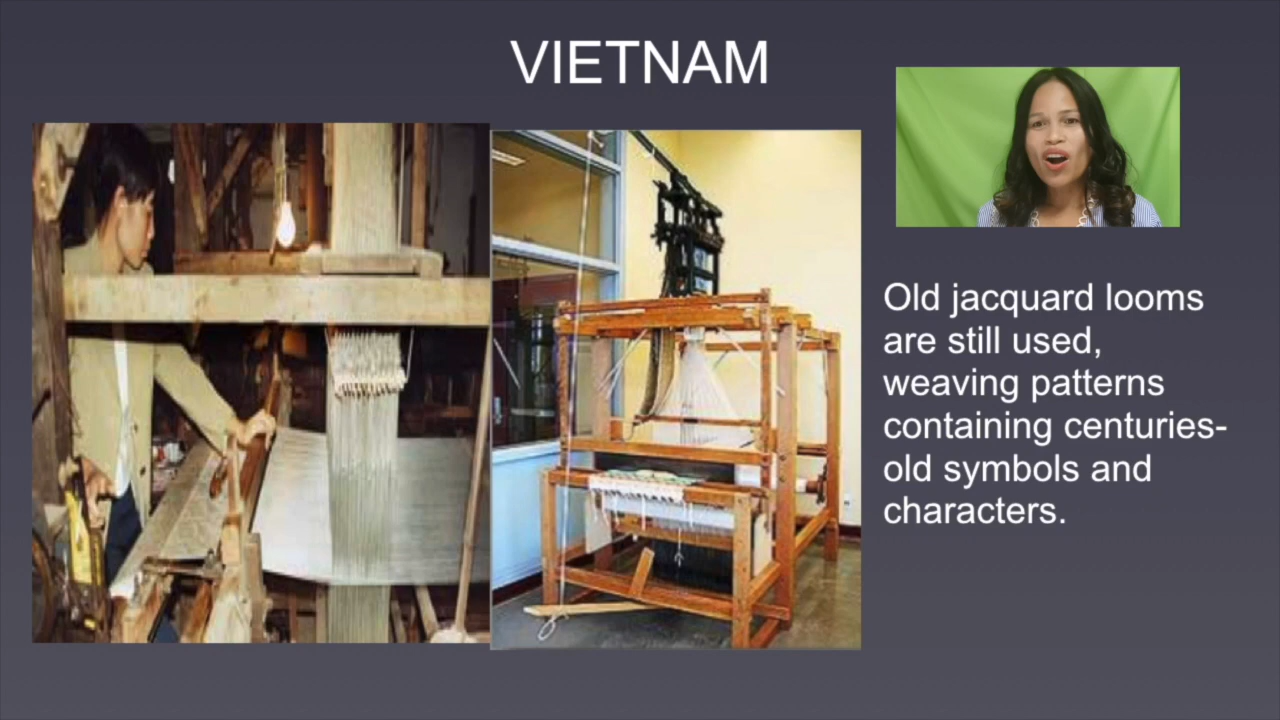 VIETNAM
Old jacquard looms
are still used,
weaving patterns
containing centuries-
old symbols and
characters.